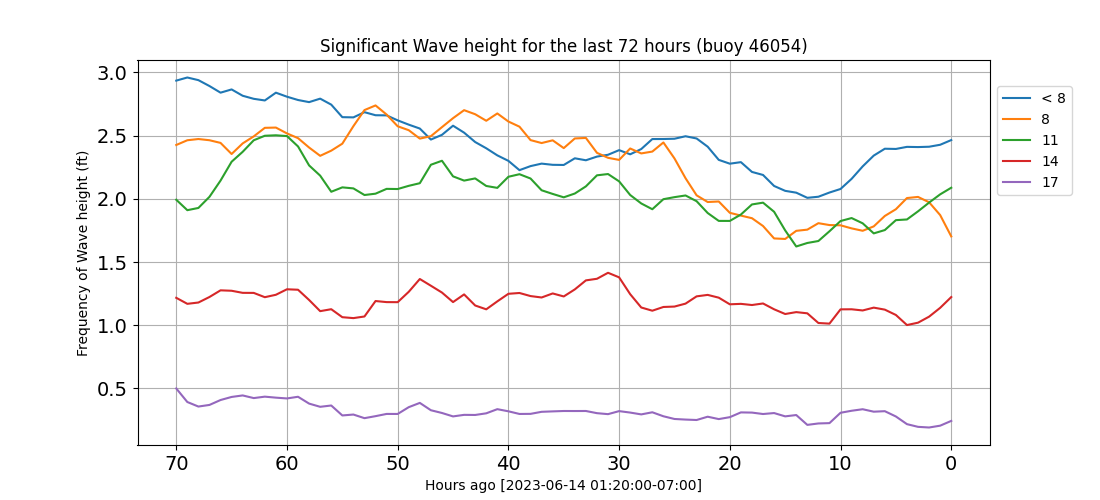 Significant Wave height for the last 72 hours (buoy 46054)
3.0
2.5
2.0
1.5
1.0
0.5
Frequency of Wave height (ft)
70 60 50 40 30 20 10 0
Hours ago [2023-06-14 01:20:00-07:00]
< 8
8
11
14
17